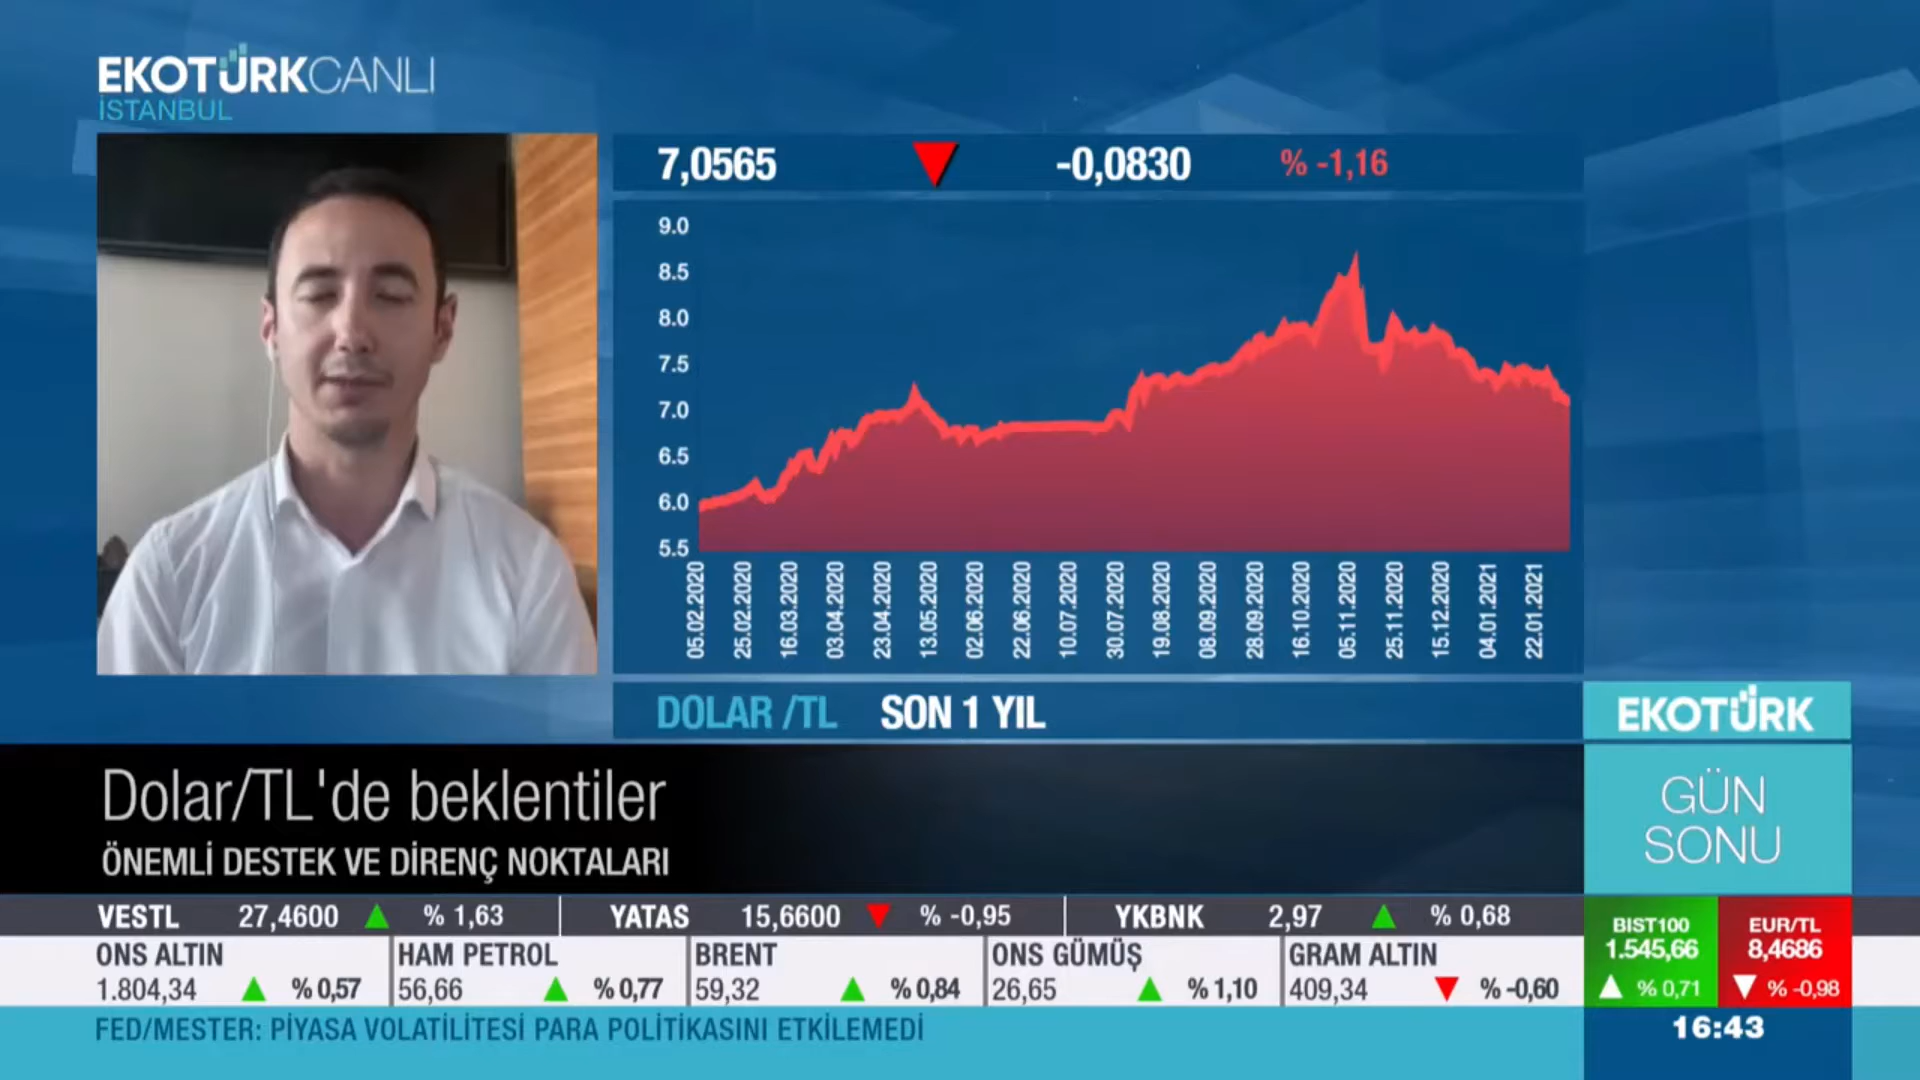 EKOTÜRKCANLI
İSTANBUL
7,0565 -0,0830 % -1,16
9.0
8.5
8.0
7.5
7.0
6.5
6.0
5.5
05.02.2020 25.02.2020 16.03.2020 03.04.2020 23.04.2020 13.05.2020 02.06.2020 22.06.2020 10.07.2020 30.07.2020 19.08.2020 08.09.2020 28.09.2020 16.10.2020 05.11.2020 25.11.2020 15.12.2020 04.01.2021 22.01.2021
DOLAR /TL SON 1 YIL
EKOTÜRK
GÜN
SONU
Dolar/TL'de beklentiler
ÖNEMLİ DESTEK VE DİRENÇ NOKTALARI
VESTL 27,4600 % 1,63 YATAS 15,6600 % -0,95 YKBNK 2,97 % 0,68
ONS ALTIN HAM PETROL BRENT ONS GÜMÜŞ GRAM ALTIN
1.804,34 % 0,57 56,66 % 0,77 59,32 % 0,84 26,65 % 1,10 409,34 % -0,60
BIST100 EUR/TL
1.545,66 8,4686
% 0,71 % -0,98
FED/MESTER: PİYASA VOLATİLİTESİ PARA POLİTİKASINI ETKİLEMEDİ
16:43